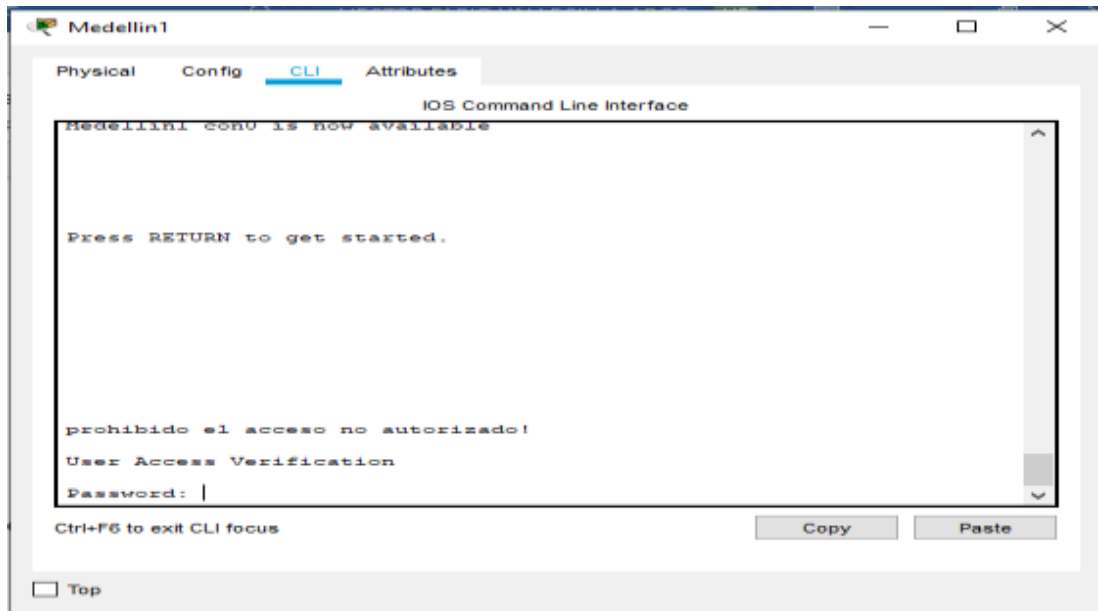 Medellin1
Physical Config CLI Attributes
IOS Command Line Interface
Medellin1 con0 is now available
Press RETURN to get started.
prohibido el acceso no autorizado!
User Access Verification
Password:
Ctrl+F6 to exit CLI focus
Copy Paste
Top